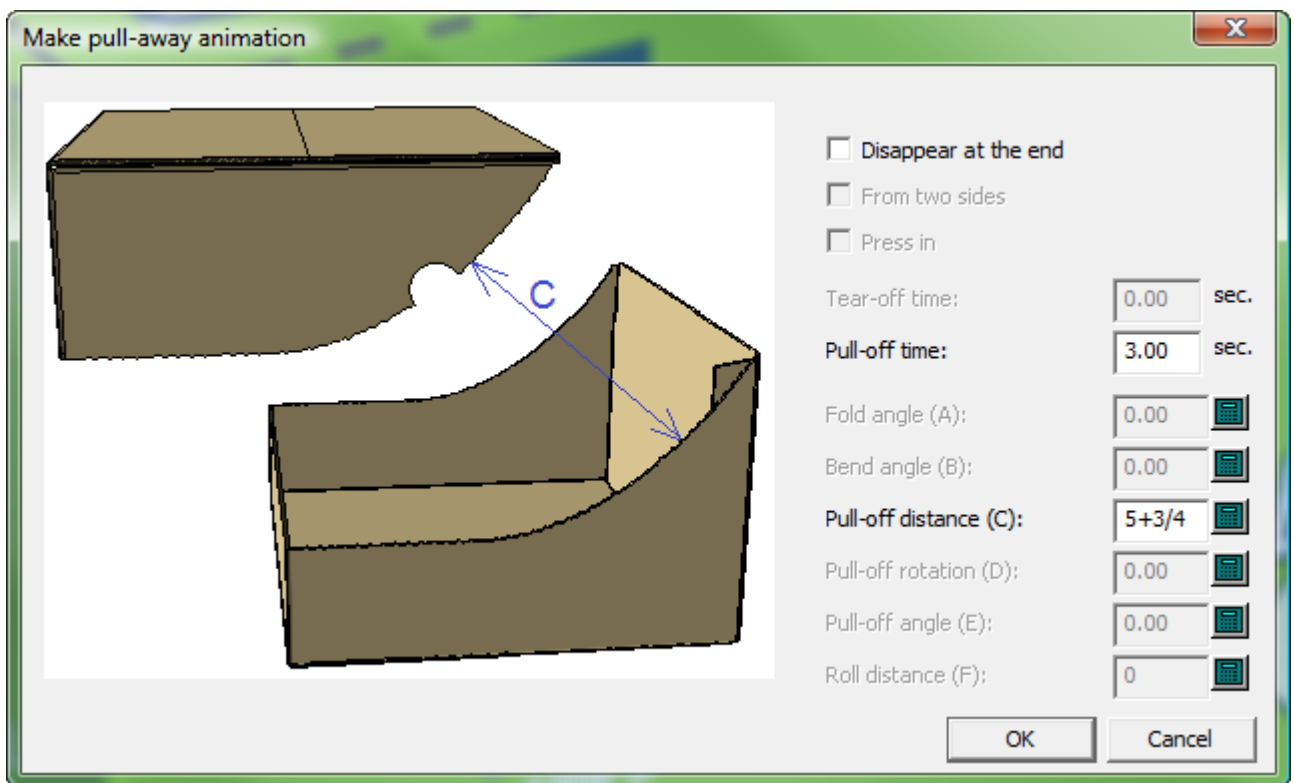 Make pull-away animation
C
Disappear at the end
From two sides
Press in
Tear-off time: 0.00 sec.
Pull-off time: 3.00 sec.
Fold angle (A): 0.00
Bend angle (B): 0.00
Pull-off distance (C): 5+3/4
Pull-off rotation (D): 0.00
Pull-off angle (E): 0.00
Roll distance (F): 0
OK Cancel